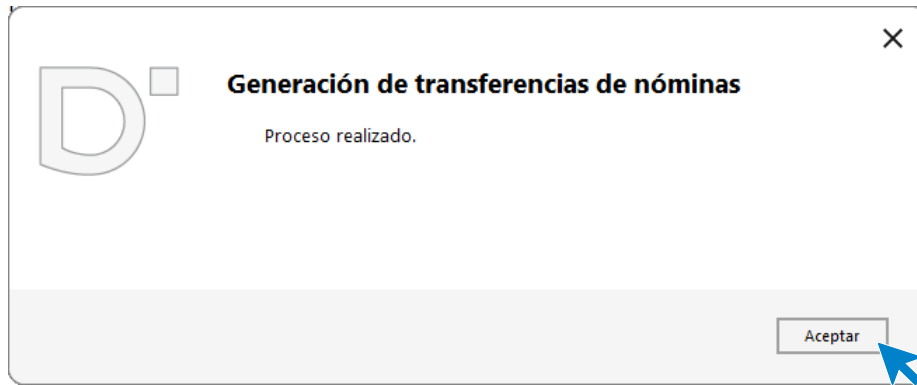 Generación de transferencias de nóminas
Proceso realizado.
Aceptar